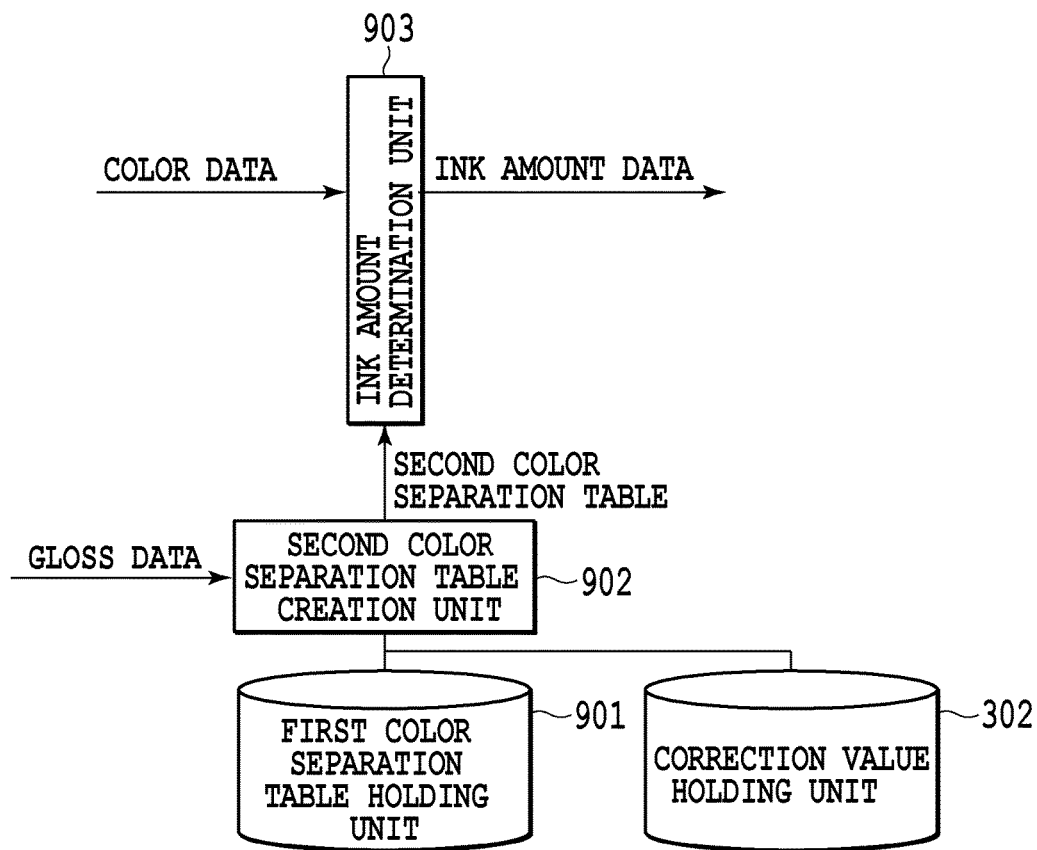 903
COLOR DATA
INK AMOUNT
DETERMINATION UNIT
INK AMOUNT DATA
SECOND COLOR
SEPARATION TABLE
GLOSS DATA
SECOND COLOR
SEPARATION TABLE
CREATION UNIT
902
FIRST COLOR
SEPARATION
TABLE HOLDING
UNIT
901
CORRECTION VALUE
HOLDING UNIT
302